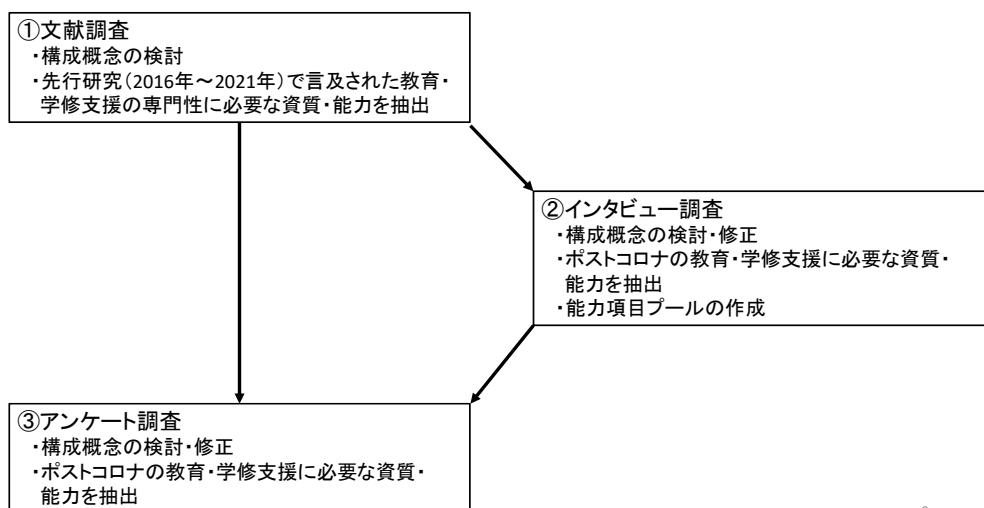 ①文献調査
・構成概念の検討
・先行研究(2016年～2021年)で言及された教育・
学修支援の専門性に必要な資質・能力を抽出
②インタビュー調査
・構成概念の検討・修正
・ポストコロナの教育・学修支援に必要な資質・
能力を抽出
・能力項目プールの作成
③アンケート調査
・構成概念の検討・修正
・ポストコロナの教育・学修支援に必要な資質・
能力を抽出